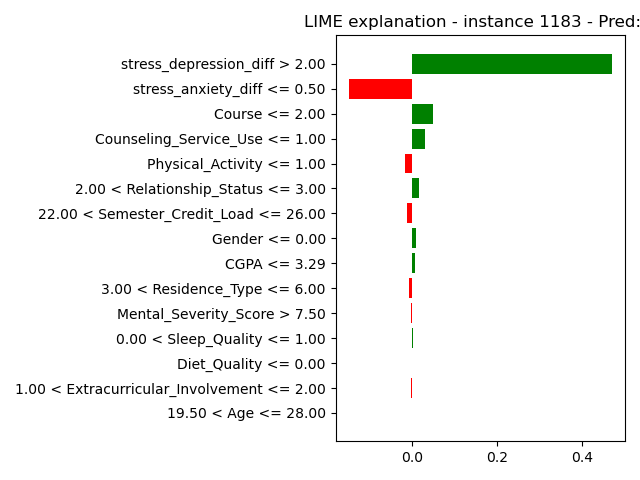 LIME explanation - instance 1183 - Pred:
stress_depression_diff > 2.00
stress_anxiety_diff <= 0.50
Course <= 2.00
Counseling_Service_Use <= 1.00
Physical_Activity <= 1.00
2.00 < Relationship_Status <= 3.00
22.00 < Semester_Credit_Load <= 26.00
Gender <= 0.00
CGPA <= 3.29
3.00 < Residence_Type <= 6.00
Mental_Severity_Score > 7.50
0.00 < Sleep_Quality <= 1.00
Diet_Quality <= 0.00
1.00 < Extracurricular_Involvement <= 2.00
19.50 < Age <= 28.00
0.0 0.2 0.4